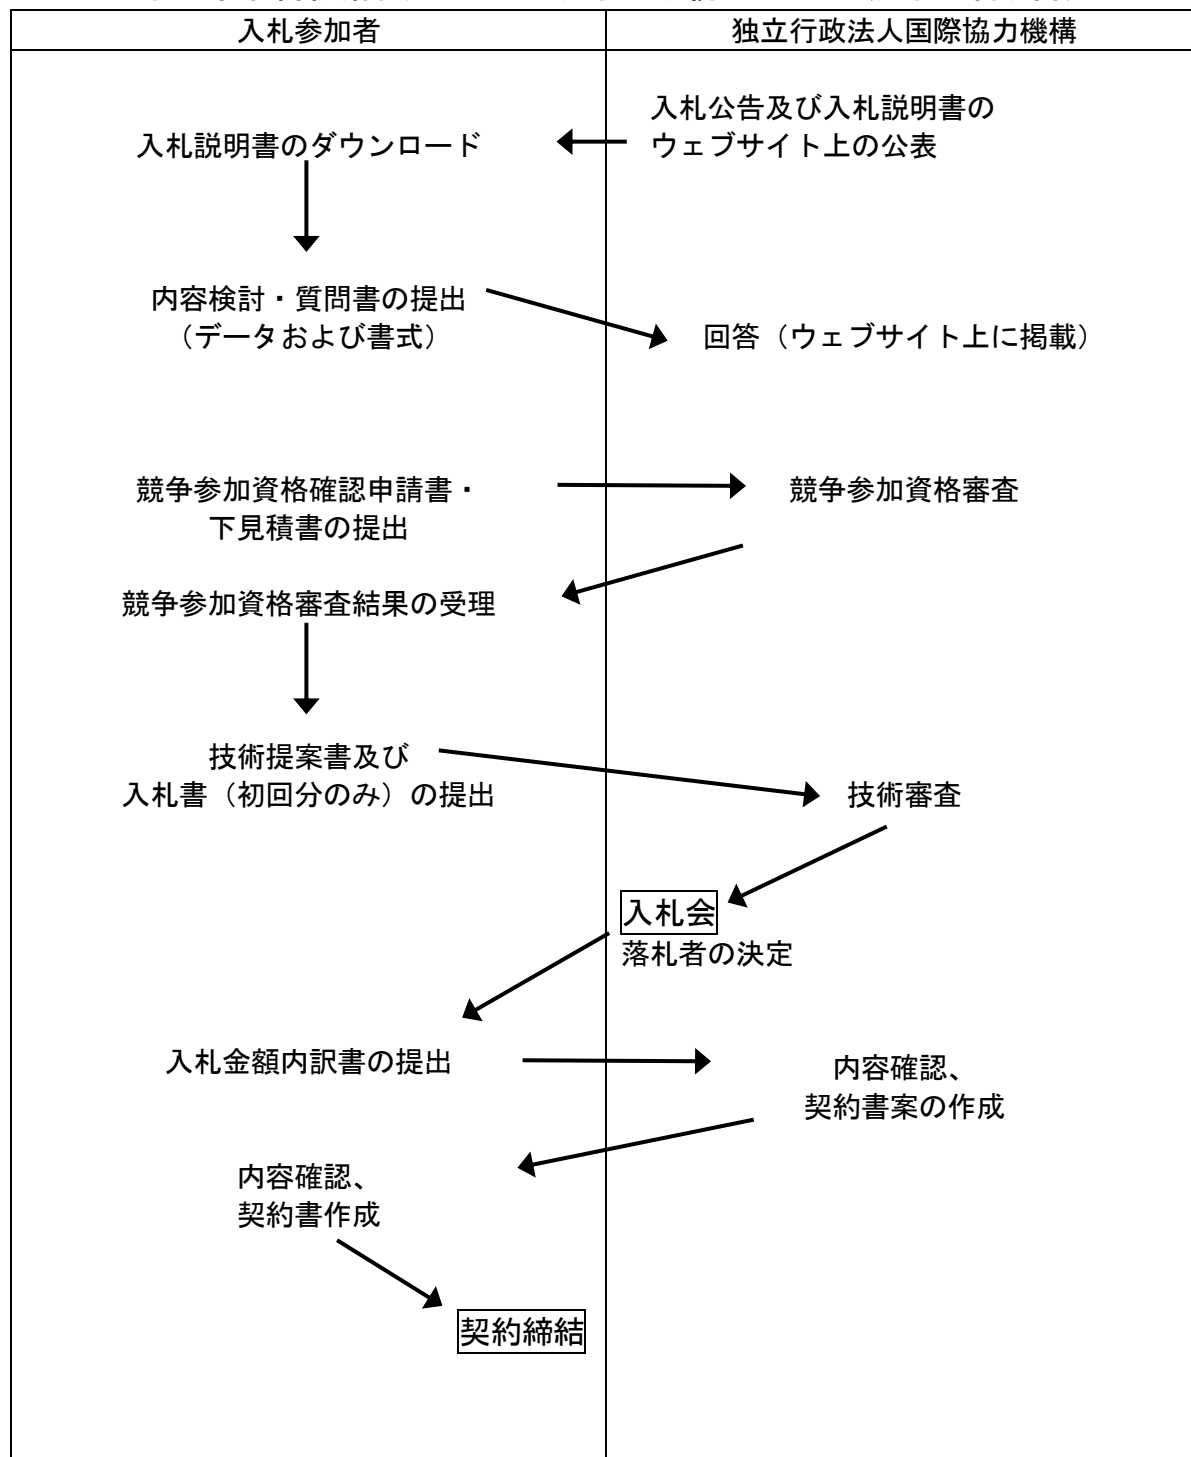 入札参加者
独立行政法人国際協力機構
入札公告及び入札説明書の
ウェブサイト上の公表
入札説明書のダウンロード
内容検討・質問書の提出
（データおよび書式）
回答（ウェブサイト上に掲載）
競争参加資格確認申請書・
下見積書の提出
競争参加資格審査
競争参加資格審査結果の受理
技術提案書及び
入札書（初回分のみ）の提出
技術審査
入札会
落札者の決定
入札金額内訳書の提出
内容確認、
契約書案の作成
内容確認、
契約書作成
契約締結